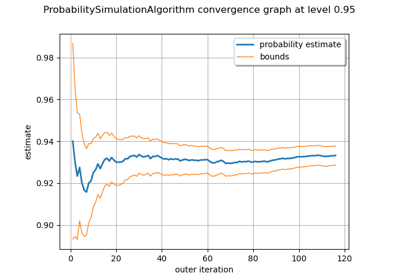 ProbabilitySimulationAlgorithm convergence graph at level 0.95
probability estimate
bounds
0.98
0.96
0.94
0.92
0.90
estimate
0
20
40
60
80
100
120
outer iteration